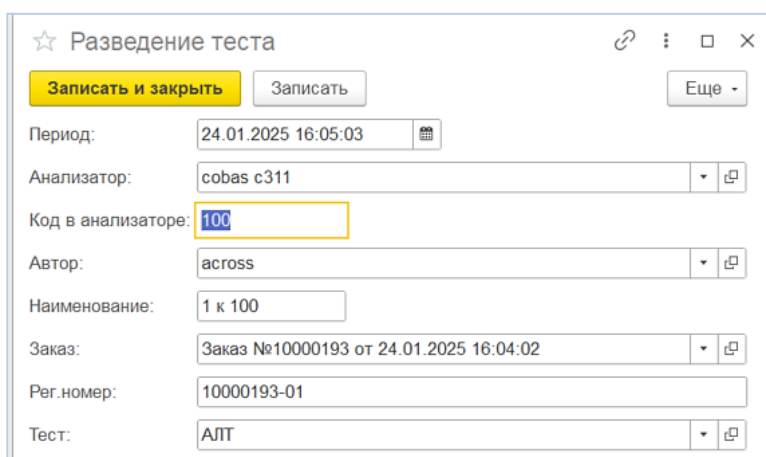 Разведение теста
Записать и закрыть Записать Еще
Период: 24.01.2025 16:05:03
Анализатор: cobas c311
Код в анализаторе: 100
Автор: across
Наименование: 1 к 100
Заказ: Заказ №10000193 от 24.01.2025 16:04:02
Рег.номер: 10000193-01
Тест: АЛТ